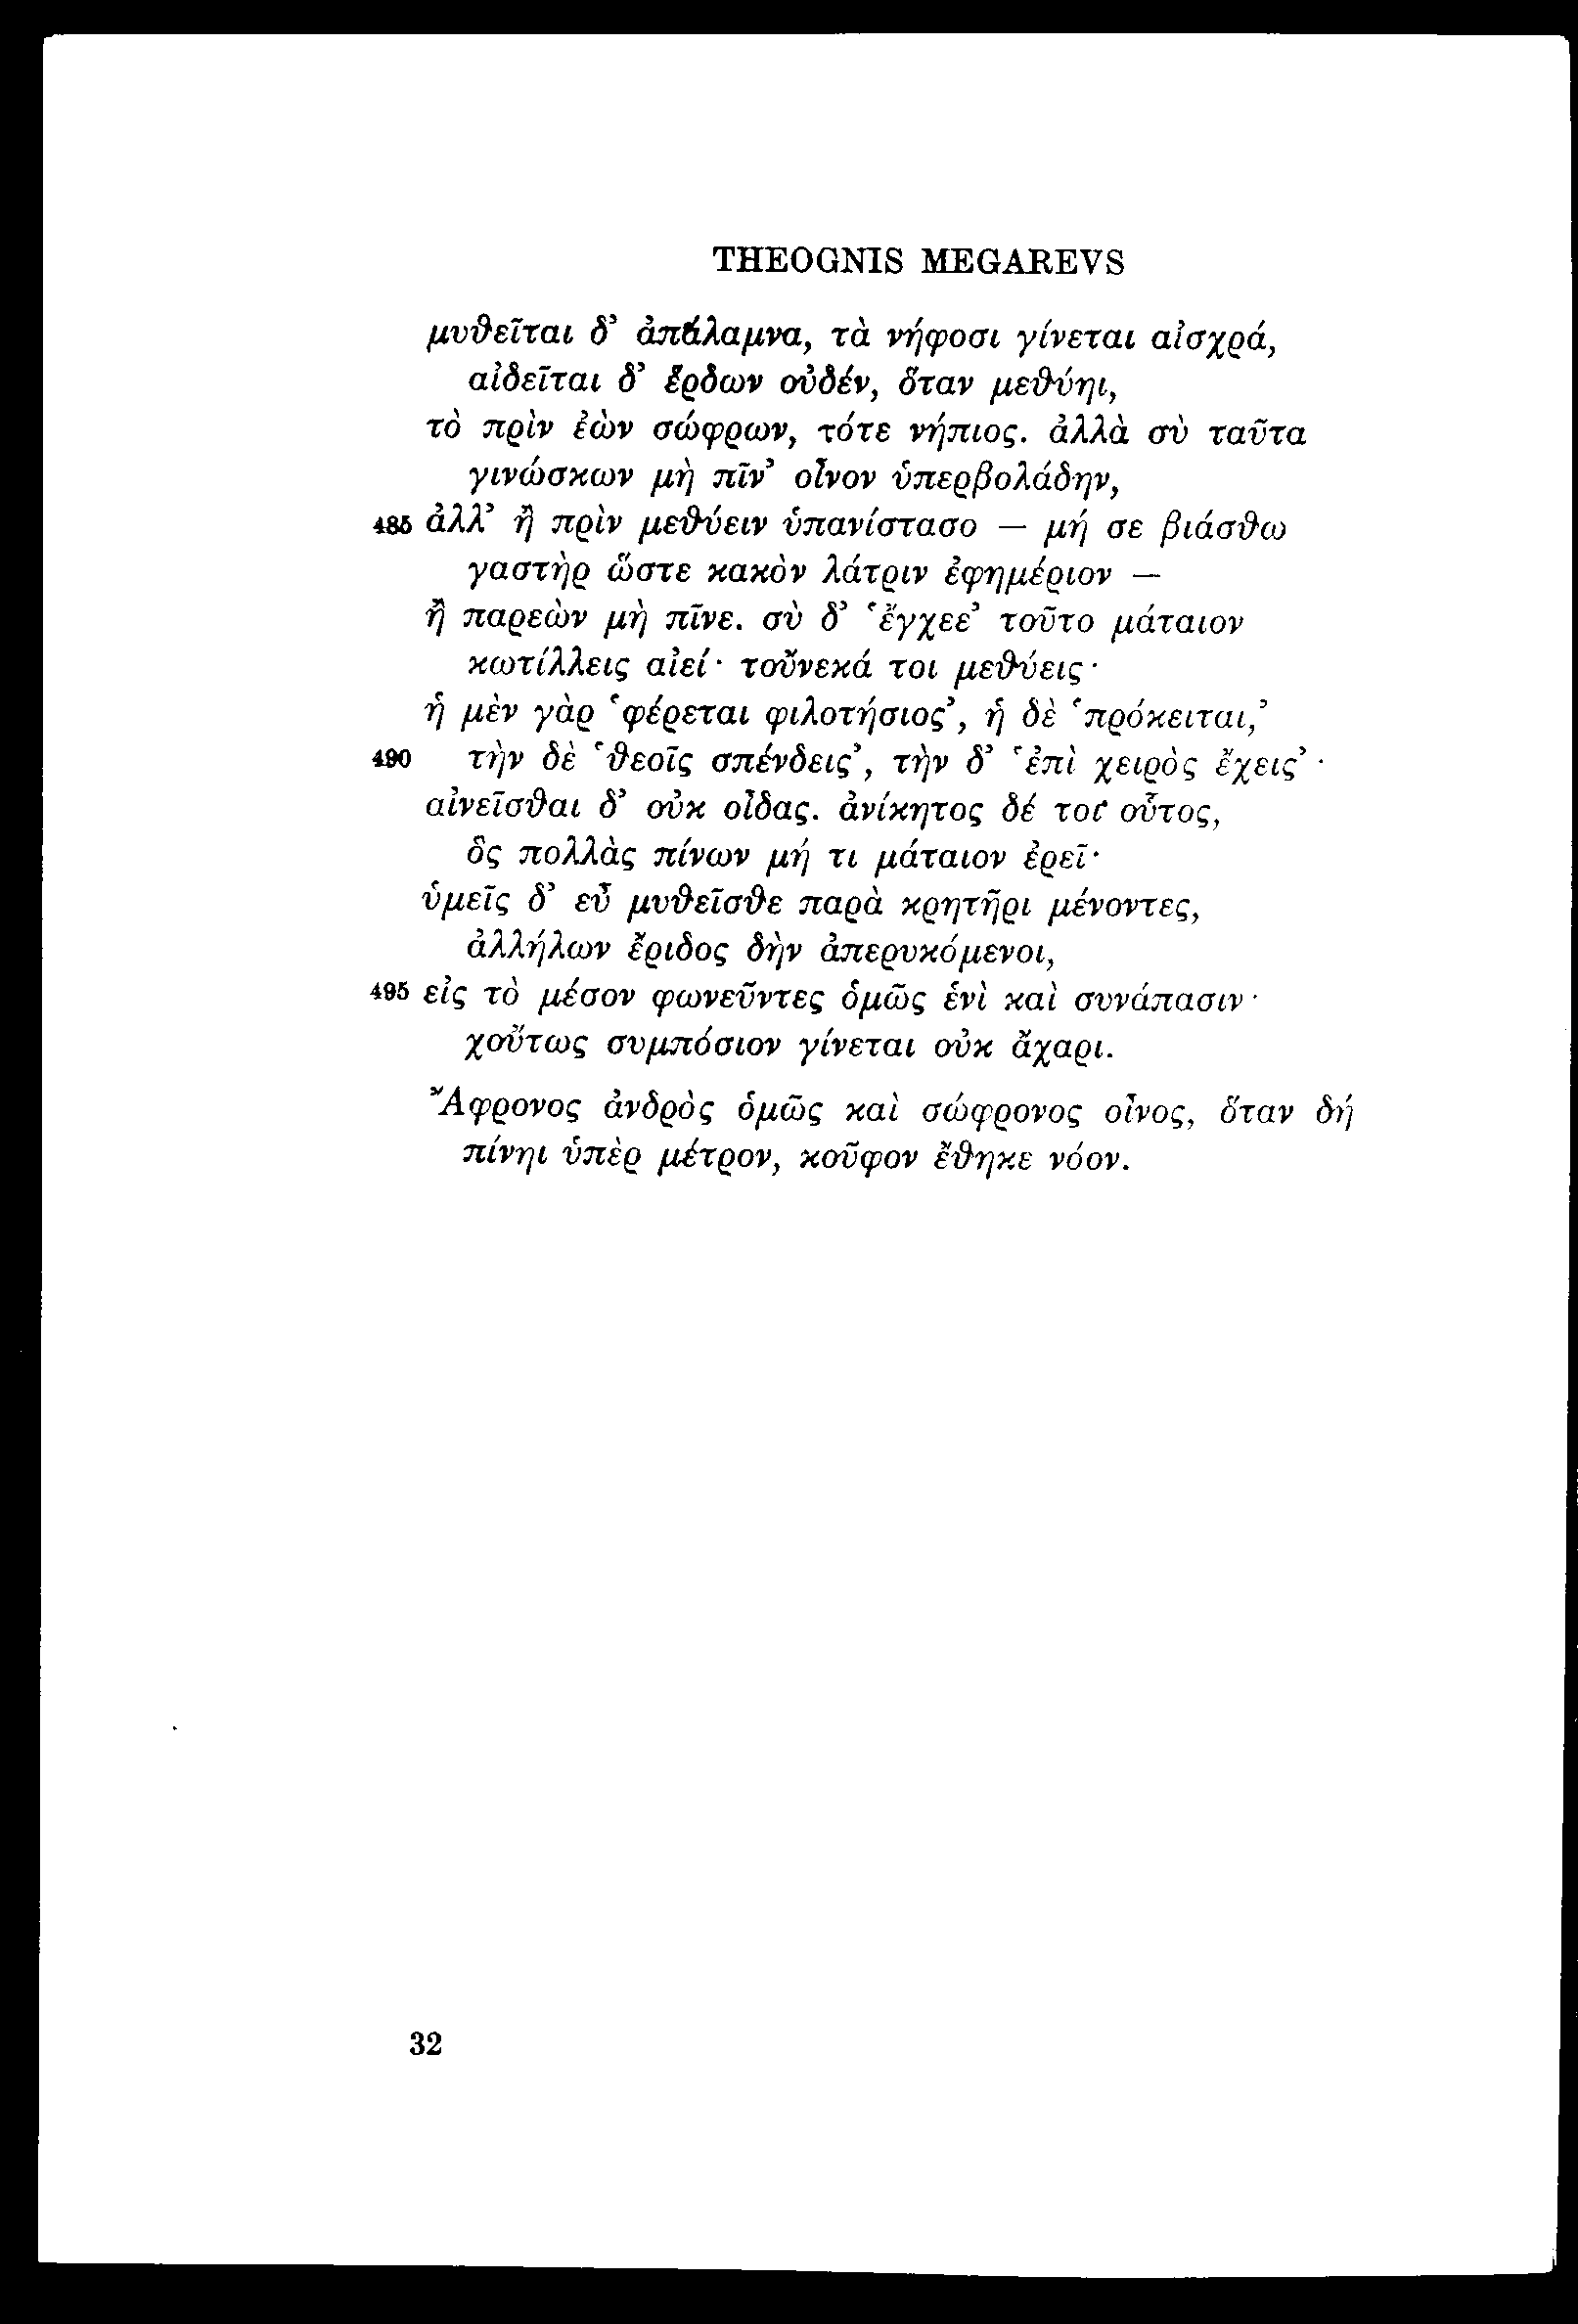 THEOGNIS MEGAREVS
μυθεῖται δ’ ἀπάλαμνα, τὰ νήφοσι γίνεται αἰσχρά,
αἰδεῖται δ’ ἔρδων οὐδέν, ὅταν μεθύηι,
τὸ πρὶν ἐὼν σώφρων, τότε νήπιος. ἀλλὰ σὺ ταῦτα
γινώσκων μὴ πῖν’ οἶνον ὑπερβολάδην,
485 ἀλλ’ ἢ πρὶν μεθύειν ὑπανίστασο — μή σε βιάσθω
γαστὴρ ὥστε κακὸν λάτριν ἐφημέριον —
ἢ παρεὼν μὴ πῖνε. σὺ δ’ ‘ἔγχεε’ τοῦτο μάταιον
κωτίλλεις αἰεί· τοὔνεκά τοι μεθύεις·
ἡ μὲν γὰρ ‘φέρεται φιλοτήσιος’, ἡ δὲ ‘πρόκειται,’
490 τὴν δὲ ‘θεοῖς σπένδεις’, τὴν δ’ ‘ἐπὶ χειρὸς ἔχεις’·
αἰνεῖσθαι δ’ οὐκ οἶδας. ἀνίκητος δέ τοι οὗτος,
ὃς πολλὰς πίνων μή τι μάταιον ἐρεῖ·
ὑμεῖς δ’ εὖ μυθεῖσθε παρὰ κρητῆρι μένοντες,
ἀλλήλων ἔριδος δὴν ἀπερυκόμενοι,
495 εἰς τὸ μέσον φωνεῦντες ὁμῶς ἑνὶ καὶ συνάπασιν·
χοὔτως συμπόσιον γίνεται οὐκ ἄχαρι.
Ἄφρονος ἀνδρὸς ὁμῶς καὶ σώφρονος οἶνος, ὅταν δή
πίνηι ὑπὲρ μέτρον, κοῦφον ἔθηκε νόον.
32